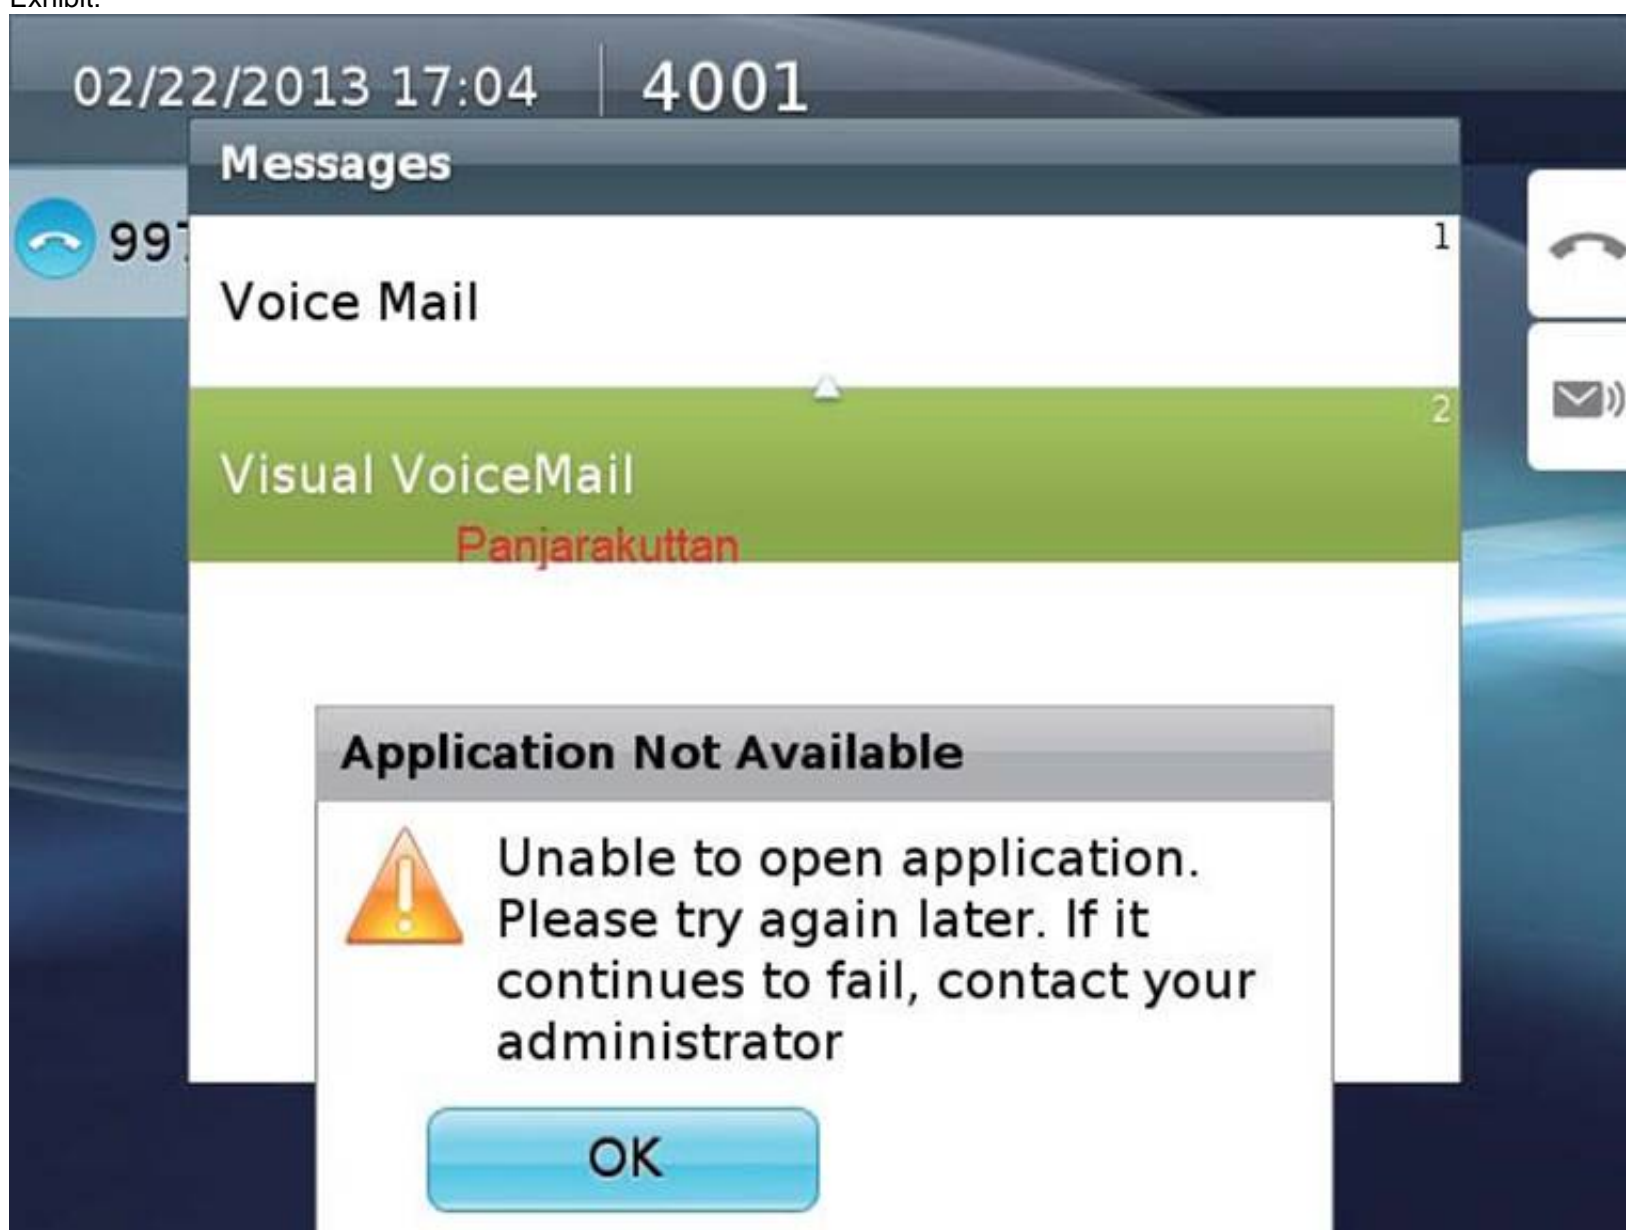 Exhibit:
02/22/2013 17:04
4001
Messages
1
Voice Mail
2
Visual VoiceMail
Panjarakuttan
Application Not Available
Unable to open application.
Please try again later. If it
continues to fail, contact your
administrator
OK